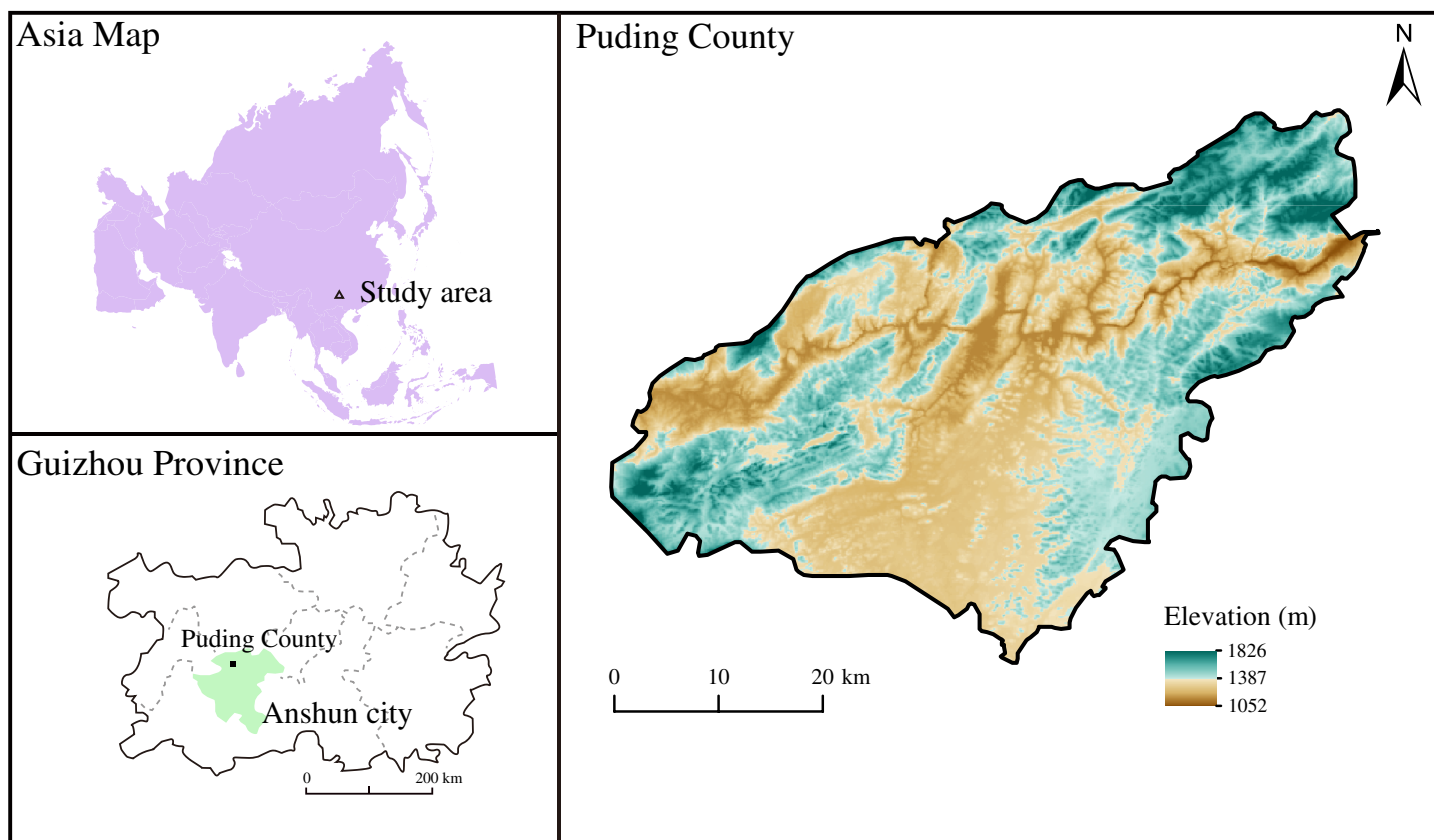 Asia Map
Study area
Guizhou Province
Puding County
Anshun city
0 200 km
Puding County
N
Elevation (m)
1826
1387
1052
0 10 20 km